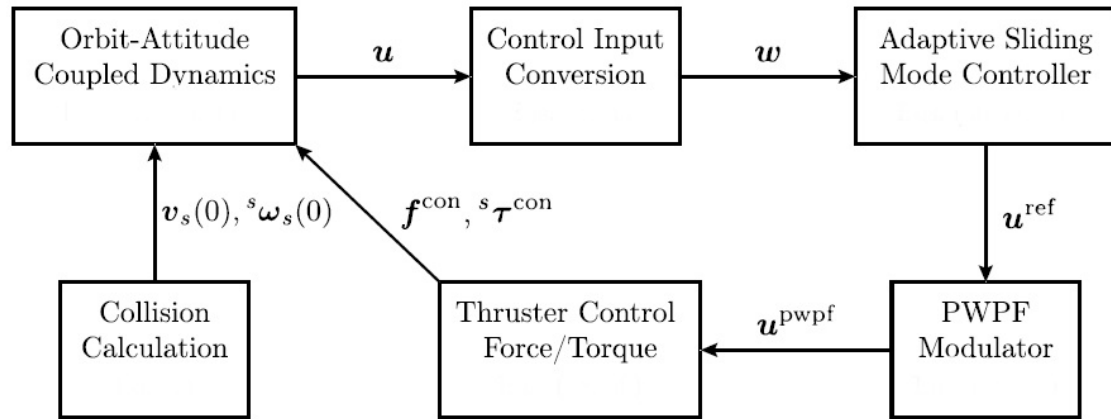 Orbit-Attitude
Coupled Dynamics
u
Control Input
Conversion
w
Adaptive Sliding
Mode Controller
v_s(0), ^sω_s(0)
f^con, ^sτ^con
u^ref
Collision
Calculation
Thruster Control
Force/Torque
u^pwpf
PWPF
Modulator